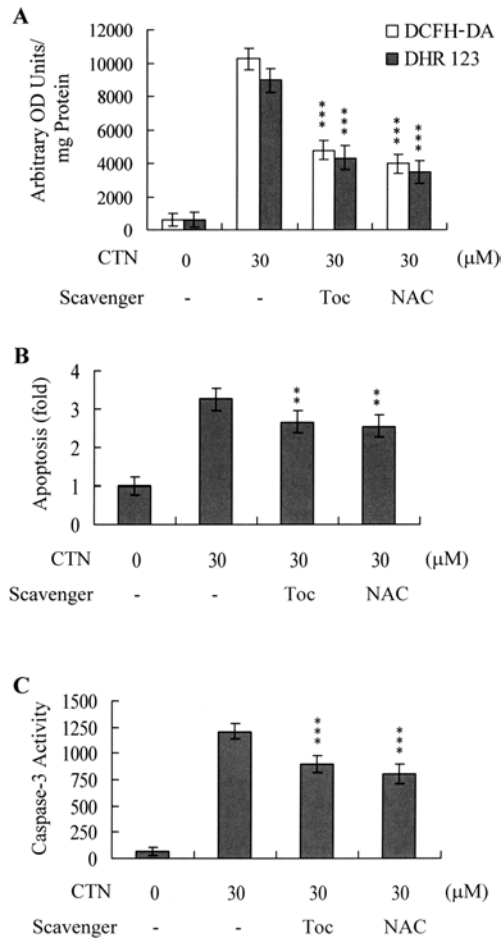 A
DCFH-DA
DHR 123
Arbitrary OD Units/
mg Protein
12000
10000
8000
6000
4000
2000
0
*** *** *** ***
CTN 0 30 30 30 (μM)
Scavenger - - Toc NAC
B
Apoptosis (fold)
4
3
2
1
0
** **
CTN 0 30 30 30 (μM)
Scavenger - - Toc NAC
C
Caspase-3 Activity
1500
1250
1000
750
500
250
0
*** ***
CTN 0 30 30 30 (μM)
Scavenger - - Toc NAC